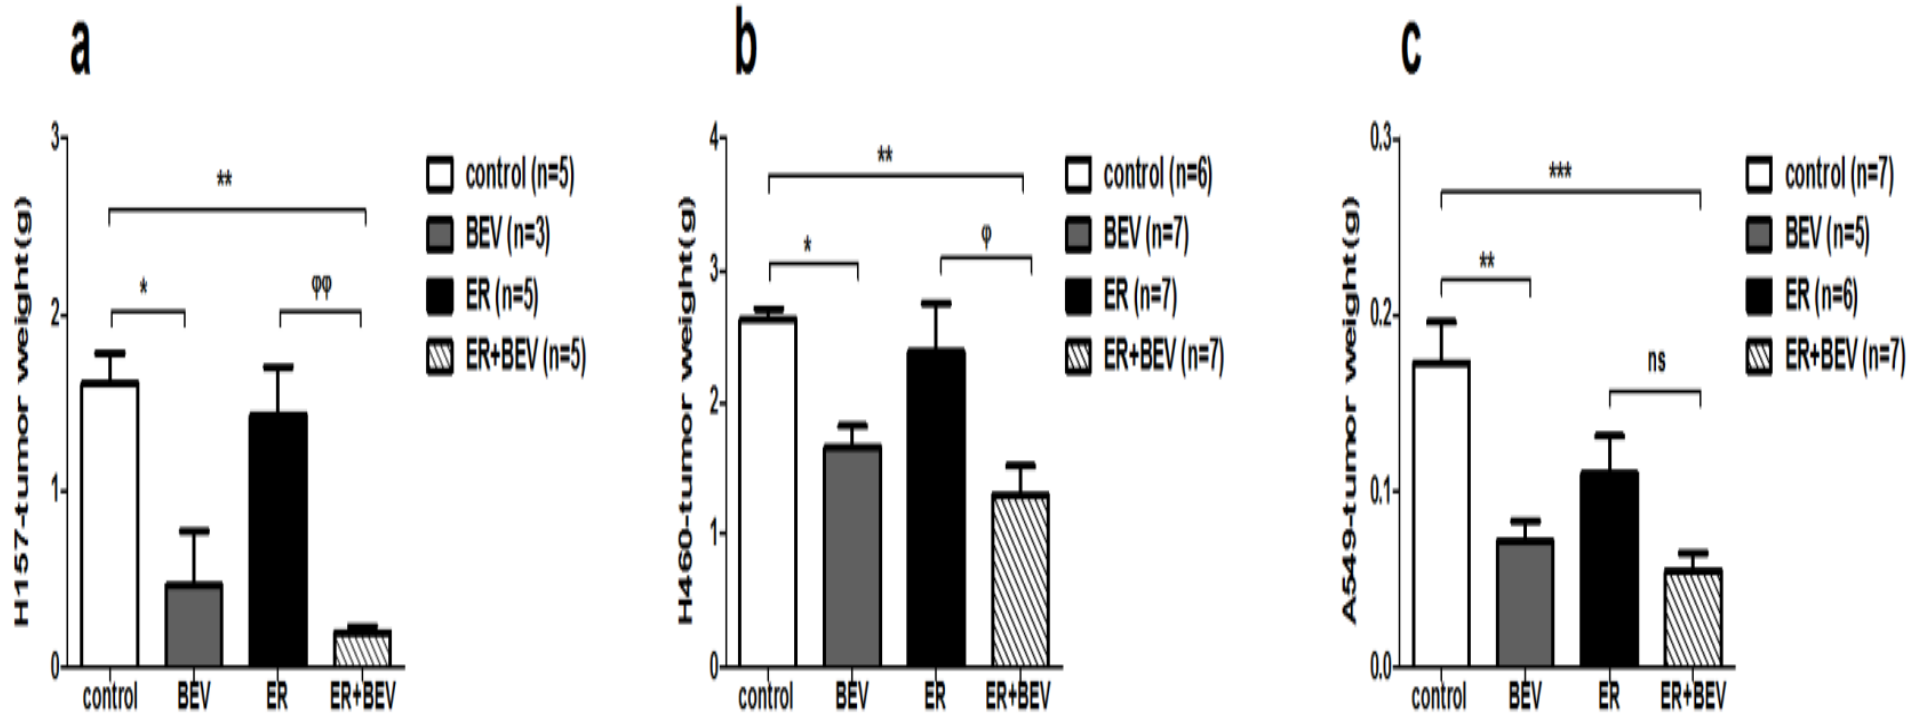 a
H157-tumor weight(g)
3
2
1
0
**
*
φφ
control
BEV
ER
ER+BEV
control (n=5)
BEV (n=3)
ER (n=5)
ER+BEV (n=5)
b
H460-tumor weight(g)
4
3
2
1
0
**
*
φ
control
BEV
ER
ER+BEV
control (n=6)
BEV (n=7)
ER (n=7)
ER+BEV (n=7)
c
A549-tumor weight(g)
0.3
0.2
0.1
0.0
***
**
ns
control
BEV
ER
ER+BEV
control (n=7)
BEV (n=5)
ER (n=6)
ER+BEV (n=7)